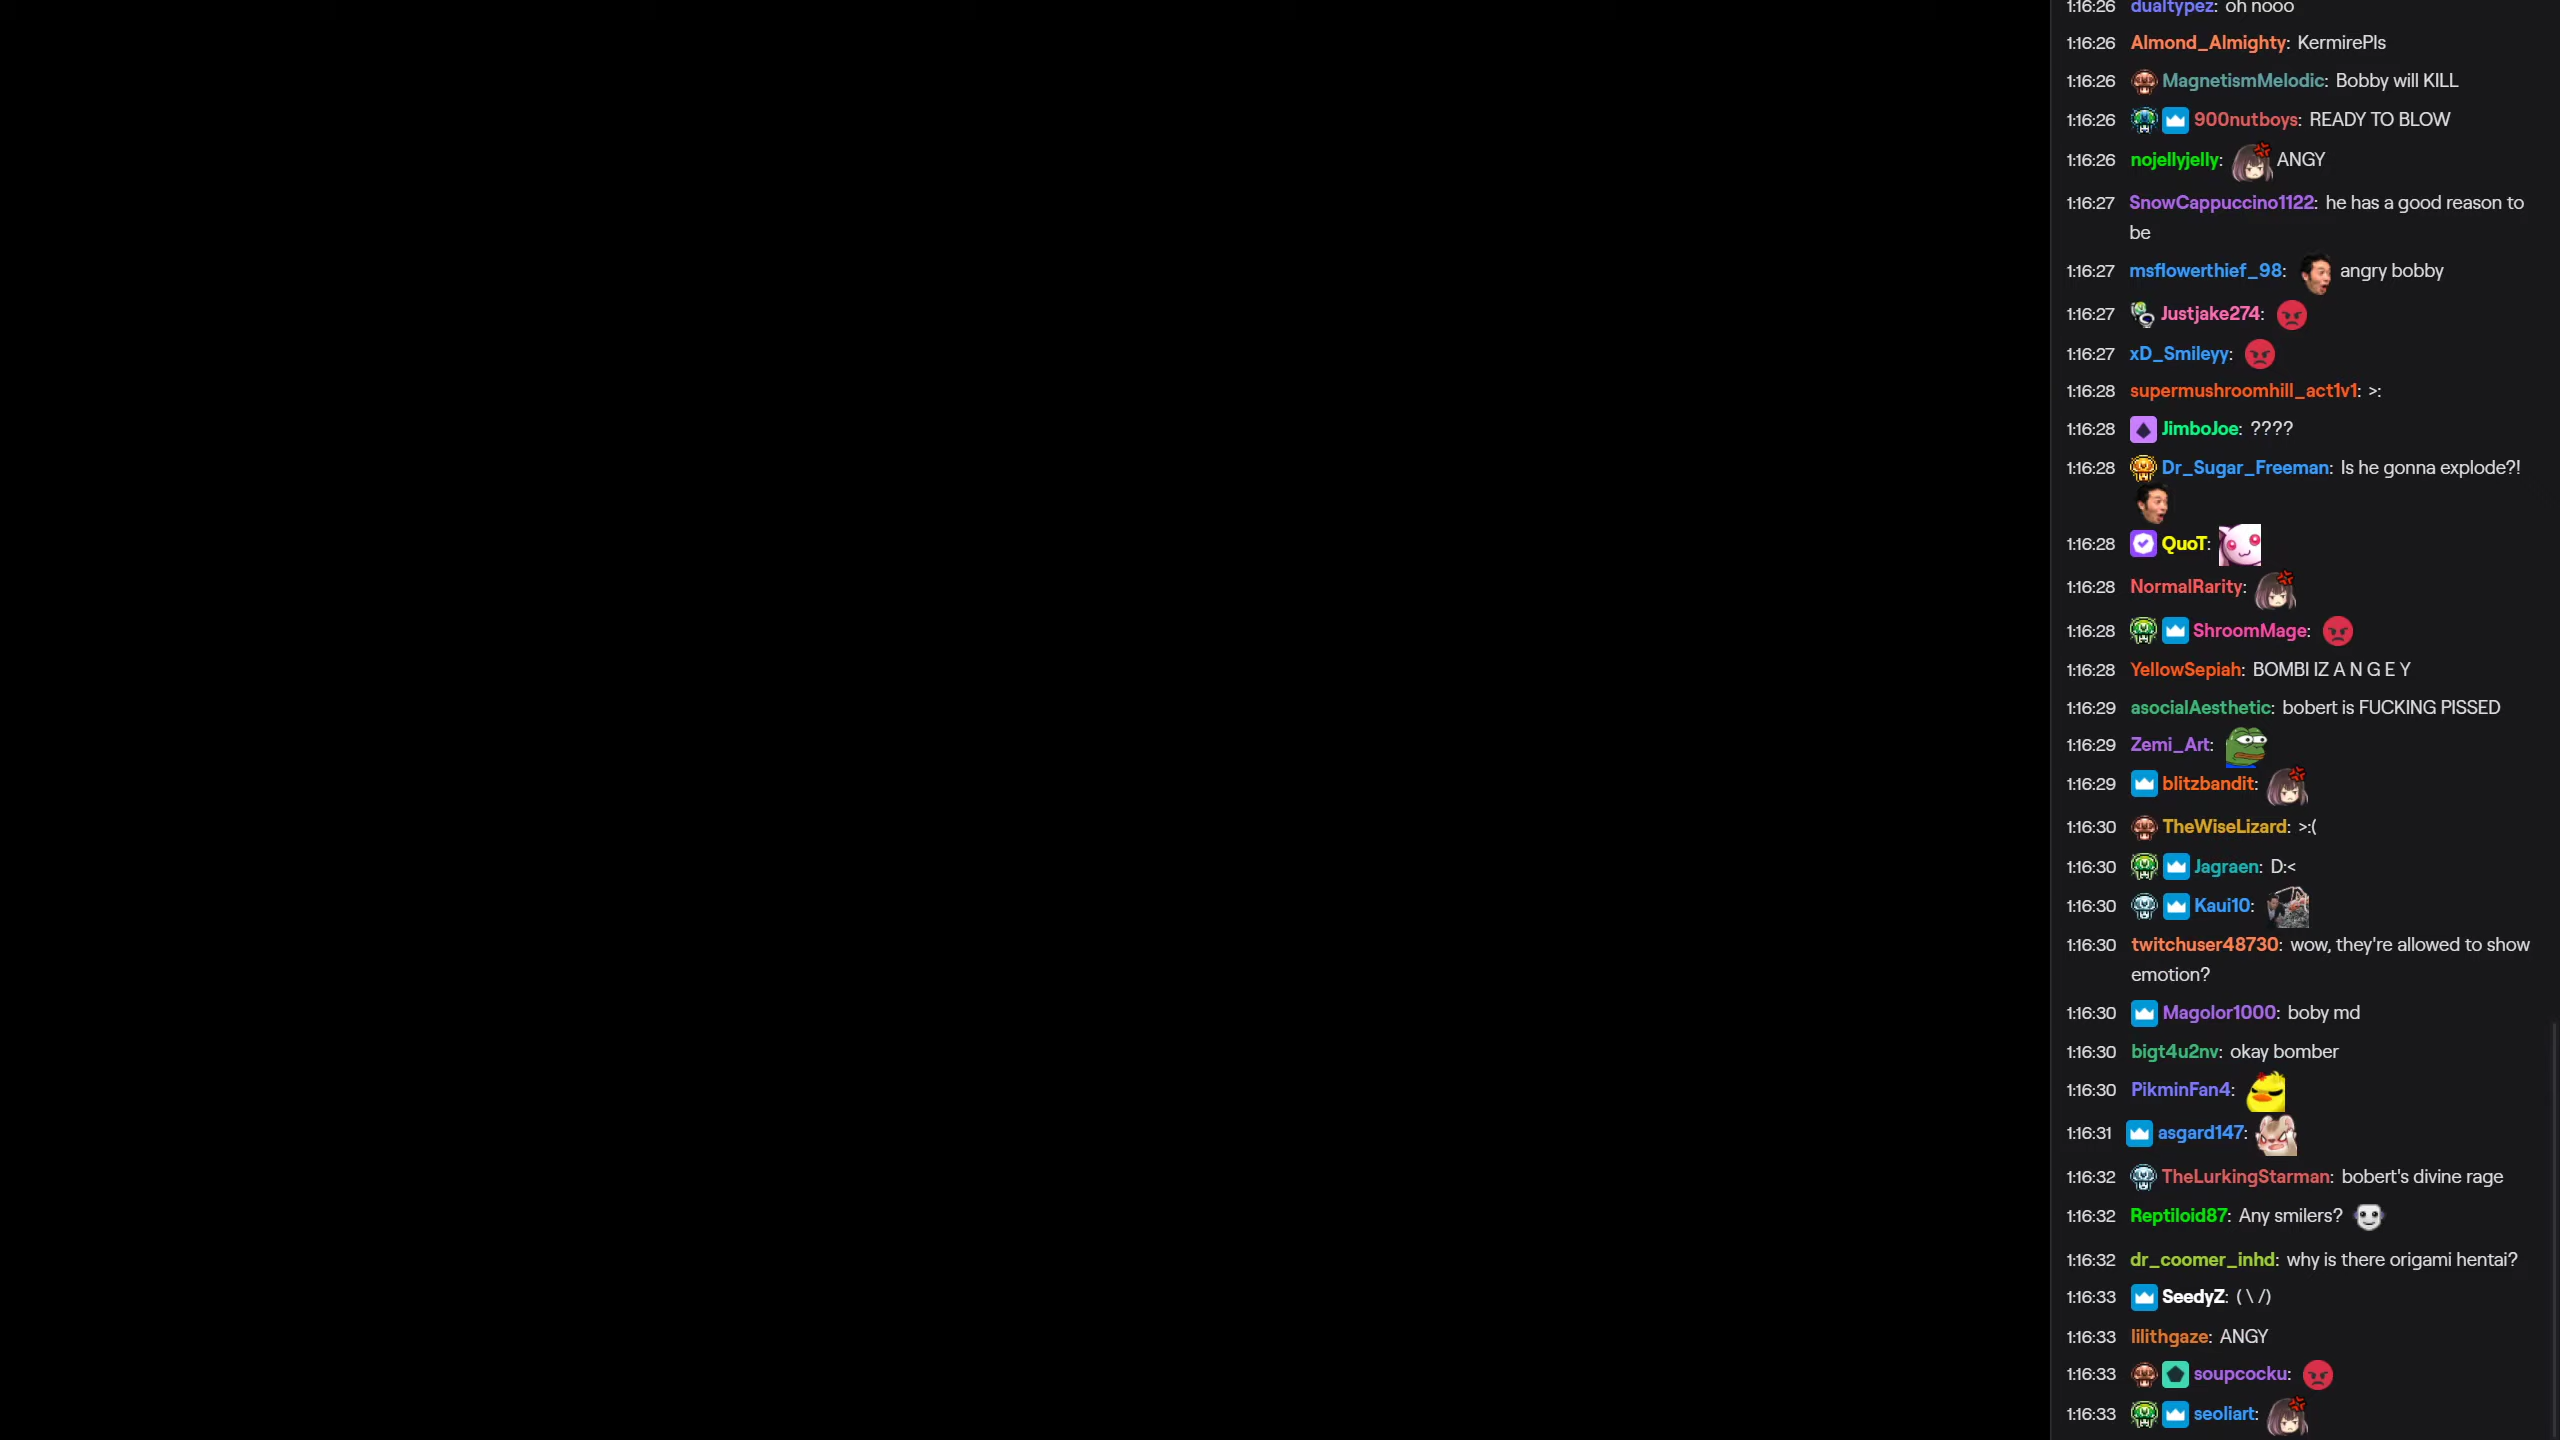 1:16:26 dualtypez: oh nooo
1:16:26 Almond_Almighty: KermirePls
1:16:26 MagnetismMelodic: Bobby will KILL
1:16:26 900nutboys: READY TO BLOW
1:16:26 nojellyjelly: ANGY
1:16:27 SnowCappuccino1122: he has a good reason to
be
1:16:27 msflowerthief_98: angry bobby
1:16:27 Justjake274:
1:16:27 xD_Smileyy:
1:16:28 supermushroomhill_act1v1: >:
1:16:28 JimboJoe: ????
1:16:28 Dr_Sugar_Freeman: Is he gonna explode?!
1:16:28 QuoT:
1:16:28 NormalRarity:
1:16:28 ShroomMage:
1:16:28 YellowSepiah: BOMBI IZ A N G E Y
1:16:29 asocialAesthetic: bobert is FUCKING PISSED
1:16:29 Zemi_Art:
1:16:29 blitzbandit:
1:16:30 TheWiseLizard: >:(
1:16:30 Jagraen: D:<
1:16:30 Kaui10:
1:16:30 twitchuser48730: wow, they're allowed to show
emotion?
1:16:30 Magolor1000: boby md
1:16:30 bigt4u2nv: okay bomber
1:16:30 PikminFan4:
1:16:31 asgard147:
1:16:32 TheLurkingStarman: bobert's divine rage
1:16:32 Reptiloid87: Any smilers?
1:16:32 dr_coomer_inhd: why is there origami hentai?
1:16:33 SeedyZ: ( \ /)
1:16:33 lilithgaze: ANGY
1:16:33 soupcocku:
1:16:33 seoliart: